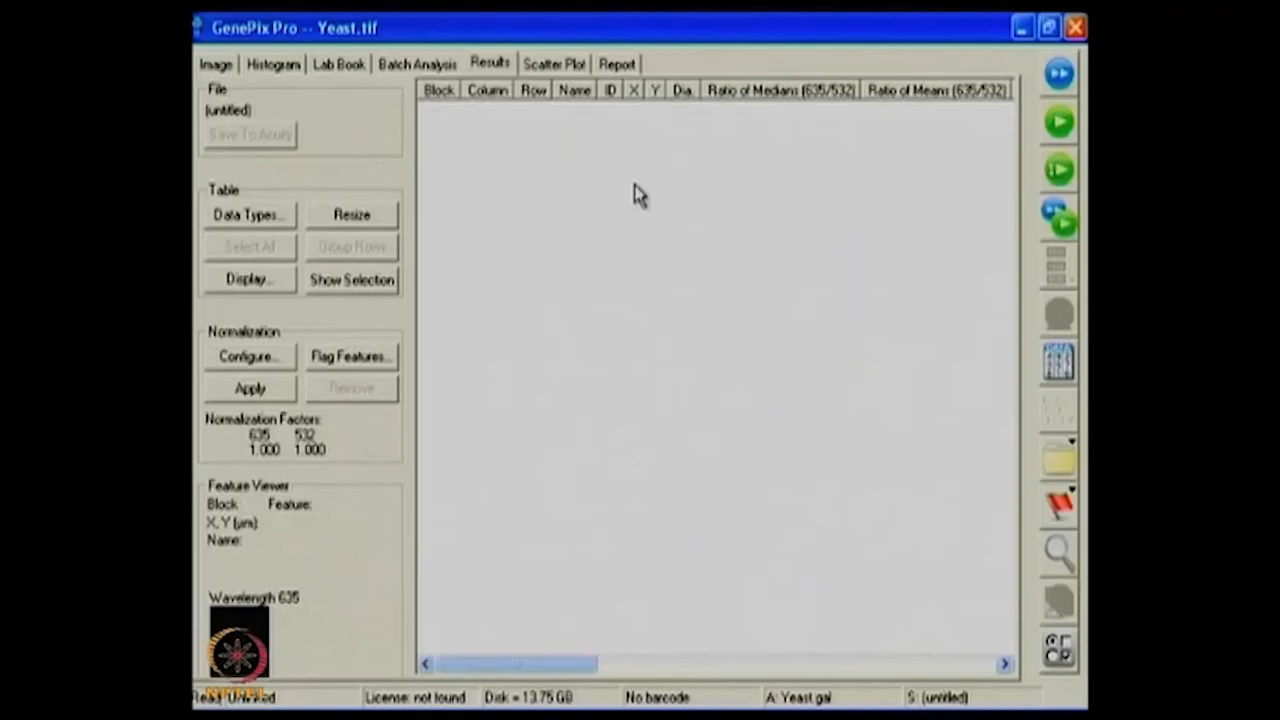 GenePix Pro -- Yeast.tif
Image Histogram Lab Book Batch Analysis Results Scatter Plot Report
File
(untitled)
Save To Acuity
Table
Data Types... Resize
Select All Group Rows
Display... Show Selection
Normalization
Configure... Flag Features...
Apply Remove
Normalization Factors:
635 532
1.000 1.000
Feature Viewer
Block Feature:
X, Y (µm):
Name:
Wavelength 635
Block Column Row Name ID X Y Dia. Ratio of Medians (635/532) Ratio of Means (635/532)
NPTEL
License: not found Disk = 13.75 GB No barcode A: Yeast.gal S: (untitled)